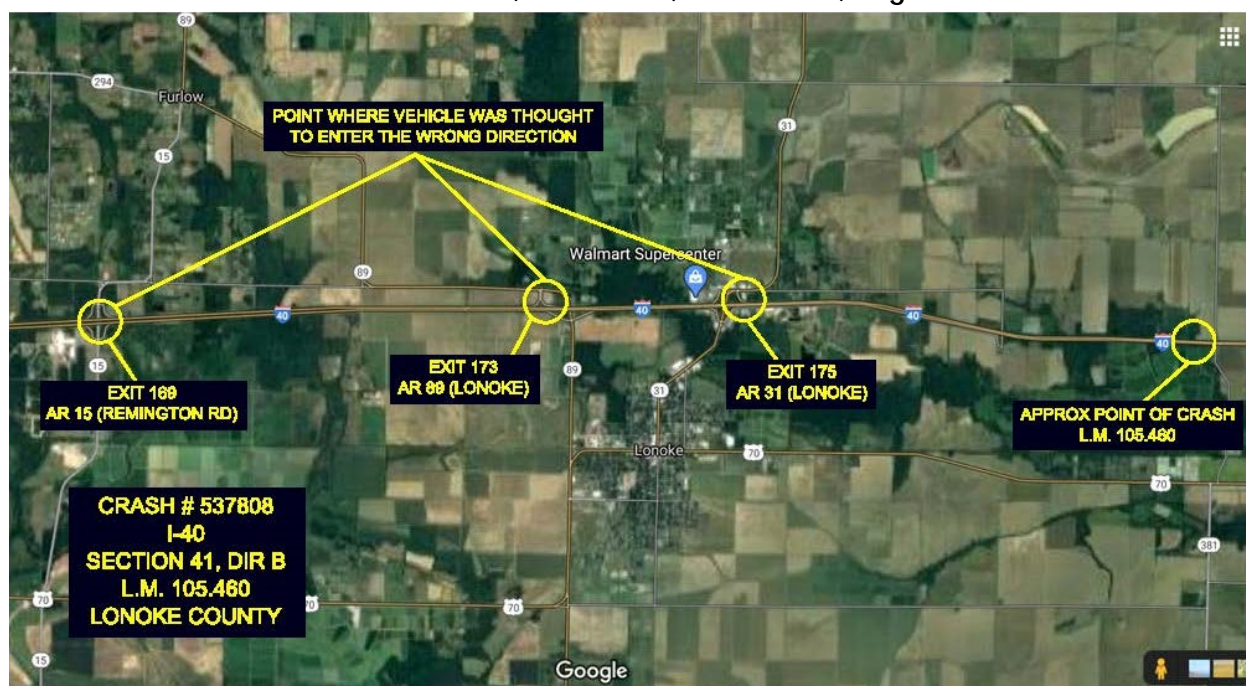 89
294
Furlow
POINT WHERE VEHICLE WAS THOUGHT
TO ENTER THE WRONG DIRECTION
31
15
Walmart Supercenter
89
40
40
40
40
EXIT 169
AR 15 (REMINGTON RD)
15
EXIT 173
AR 89 (LONOKE)
89
EXIT 175
AR 31 (LONOKE)
31
APPROX POINT OF CRASH
L.M. 105.460
Lonoke
70
70
CRASH # 537808
I-40
SECTION 41, DIR B
L.M. 105.460
LONOKE COUNTY
381
70
70
70
15
Google